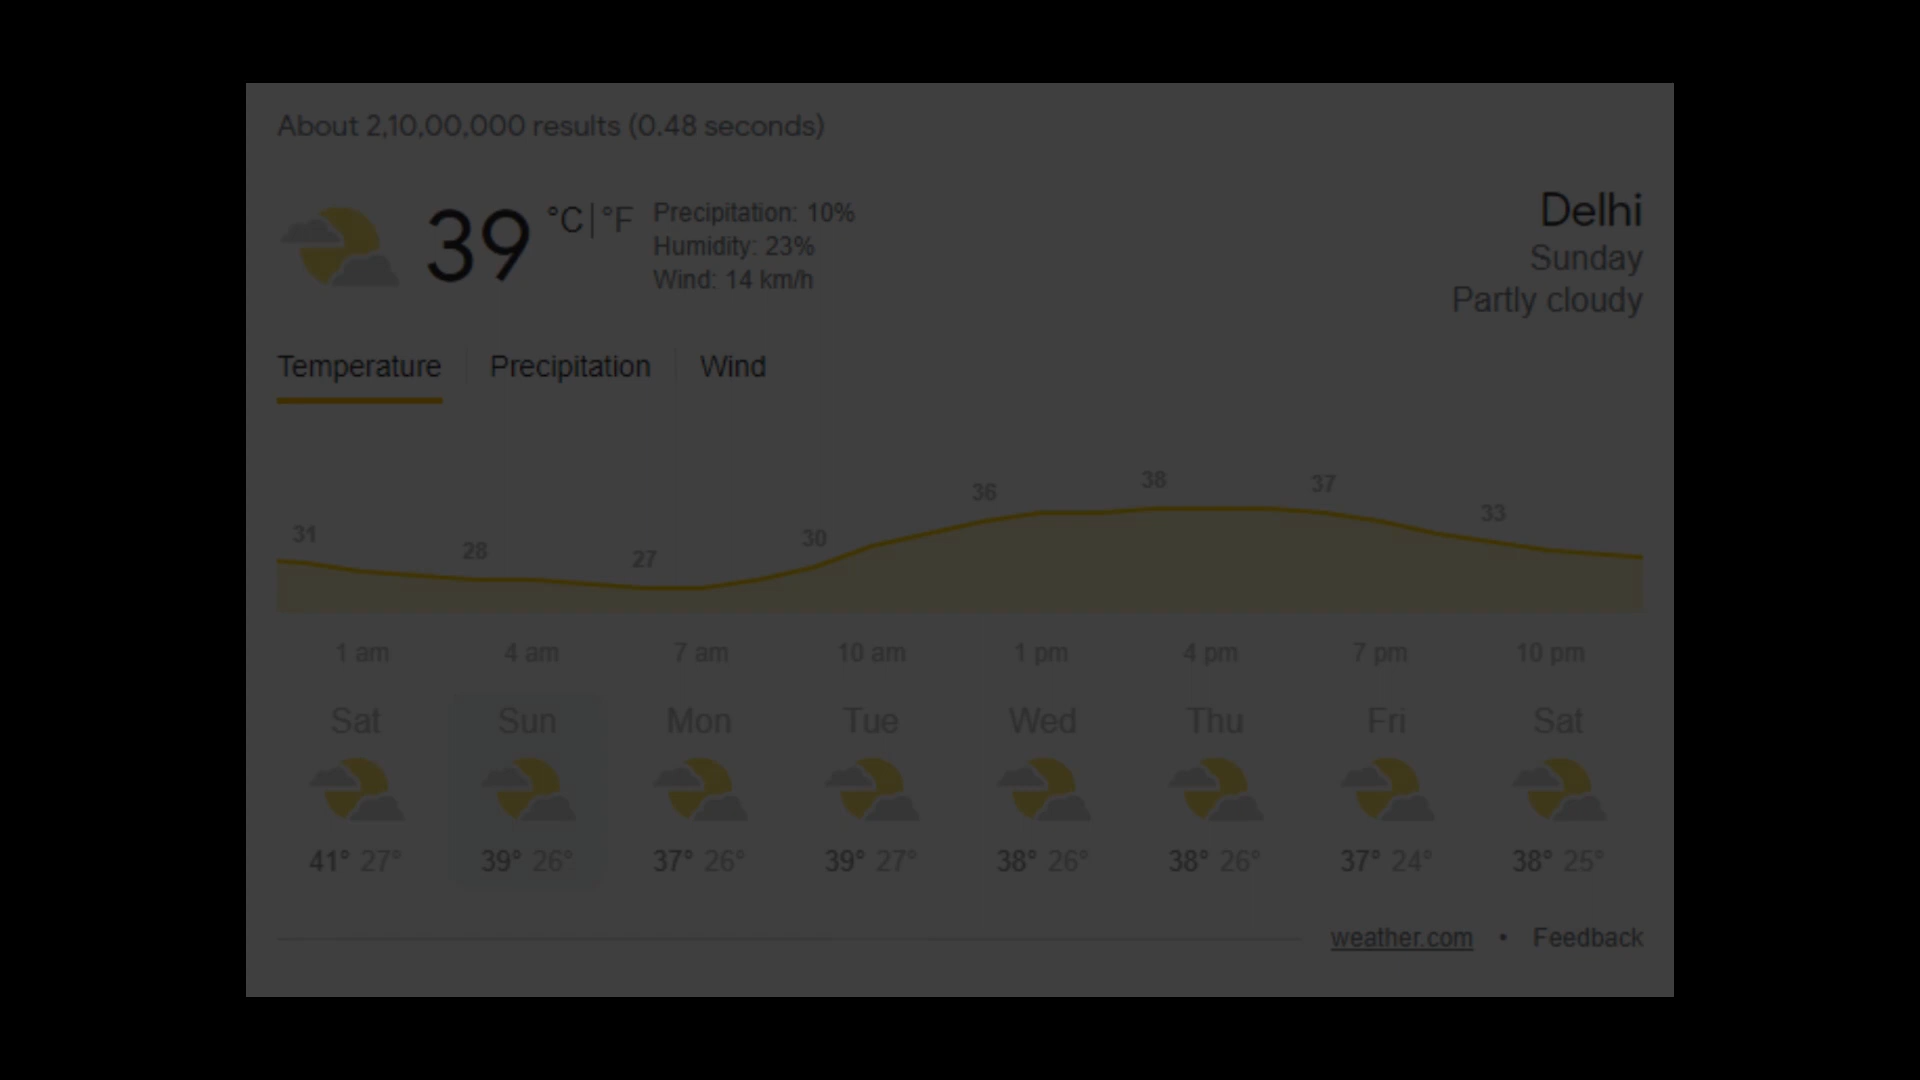 About 2,10,00,000 results (0.48 seconds)
39 °C|°F
Precipitation: 10%
Humidity: 23%
Wind: 14 km/h
Delhi
Sunday
Partly cloudy
Temperature Precipitation Wind
31 28 27 30 36 38 37 33
1 am 4 am 7 am 10 am 1 pm 4 pm 7 pm 10 pm
Sat Sun Mon Tue Wed Thu Fri Sat
41° 27° 39° 26° 37° 26° 39° 27° 38° 26° 38° 26° 37° 24° 38° 25°
weather.com • Feedback